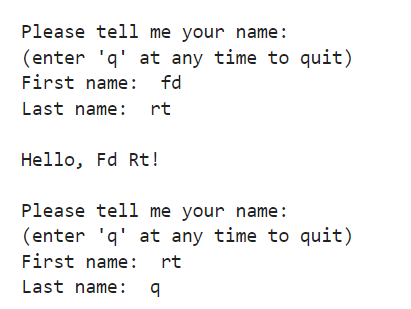 Please tell me your name:
(enter 'q' at any time to quit)
First name:  fd
Last name:  rt
Hello, Fd Rt!
Please tell me your name:
(enter 'q' at any time to quit)
First name:  rt
Last name:  q